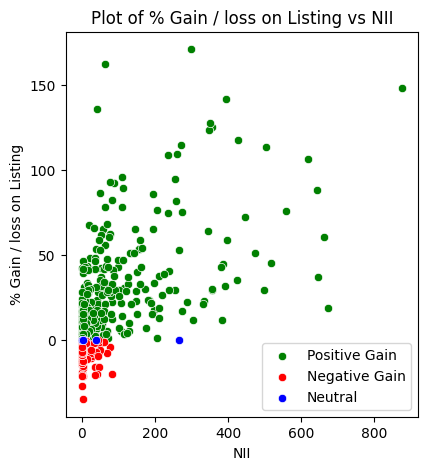 Plot of % Gain / loss on Listing vs NII
% Gain / loss on Listing
150
100
50
0
0 200 400 600 800
NII
Positive Gain
Negative Gain
Neutral